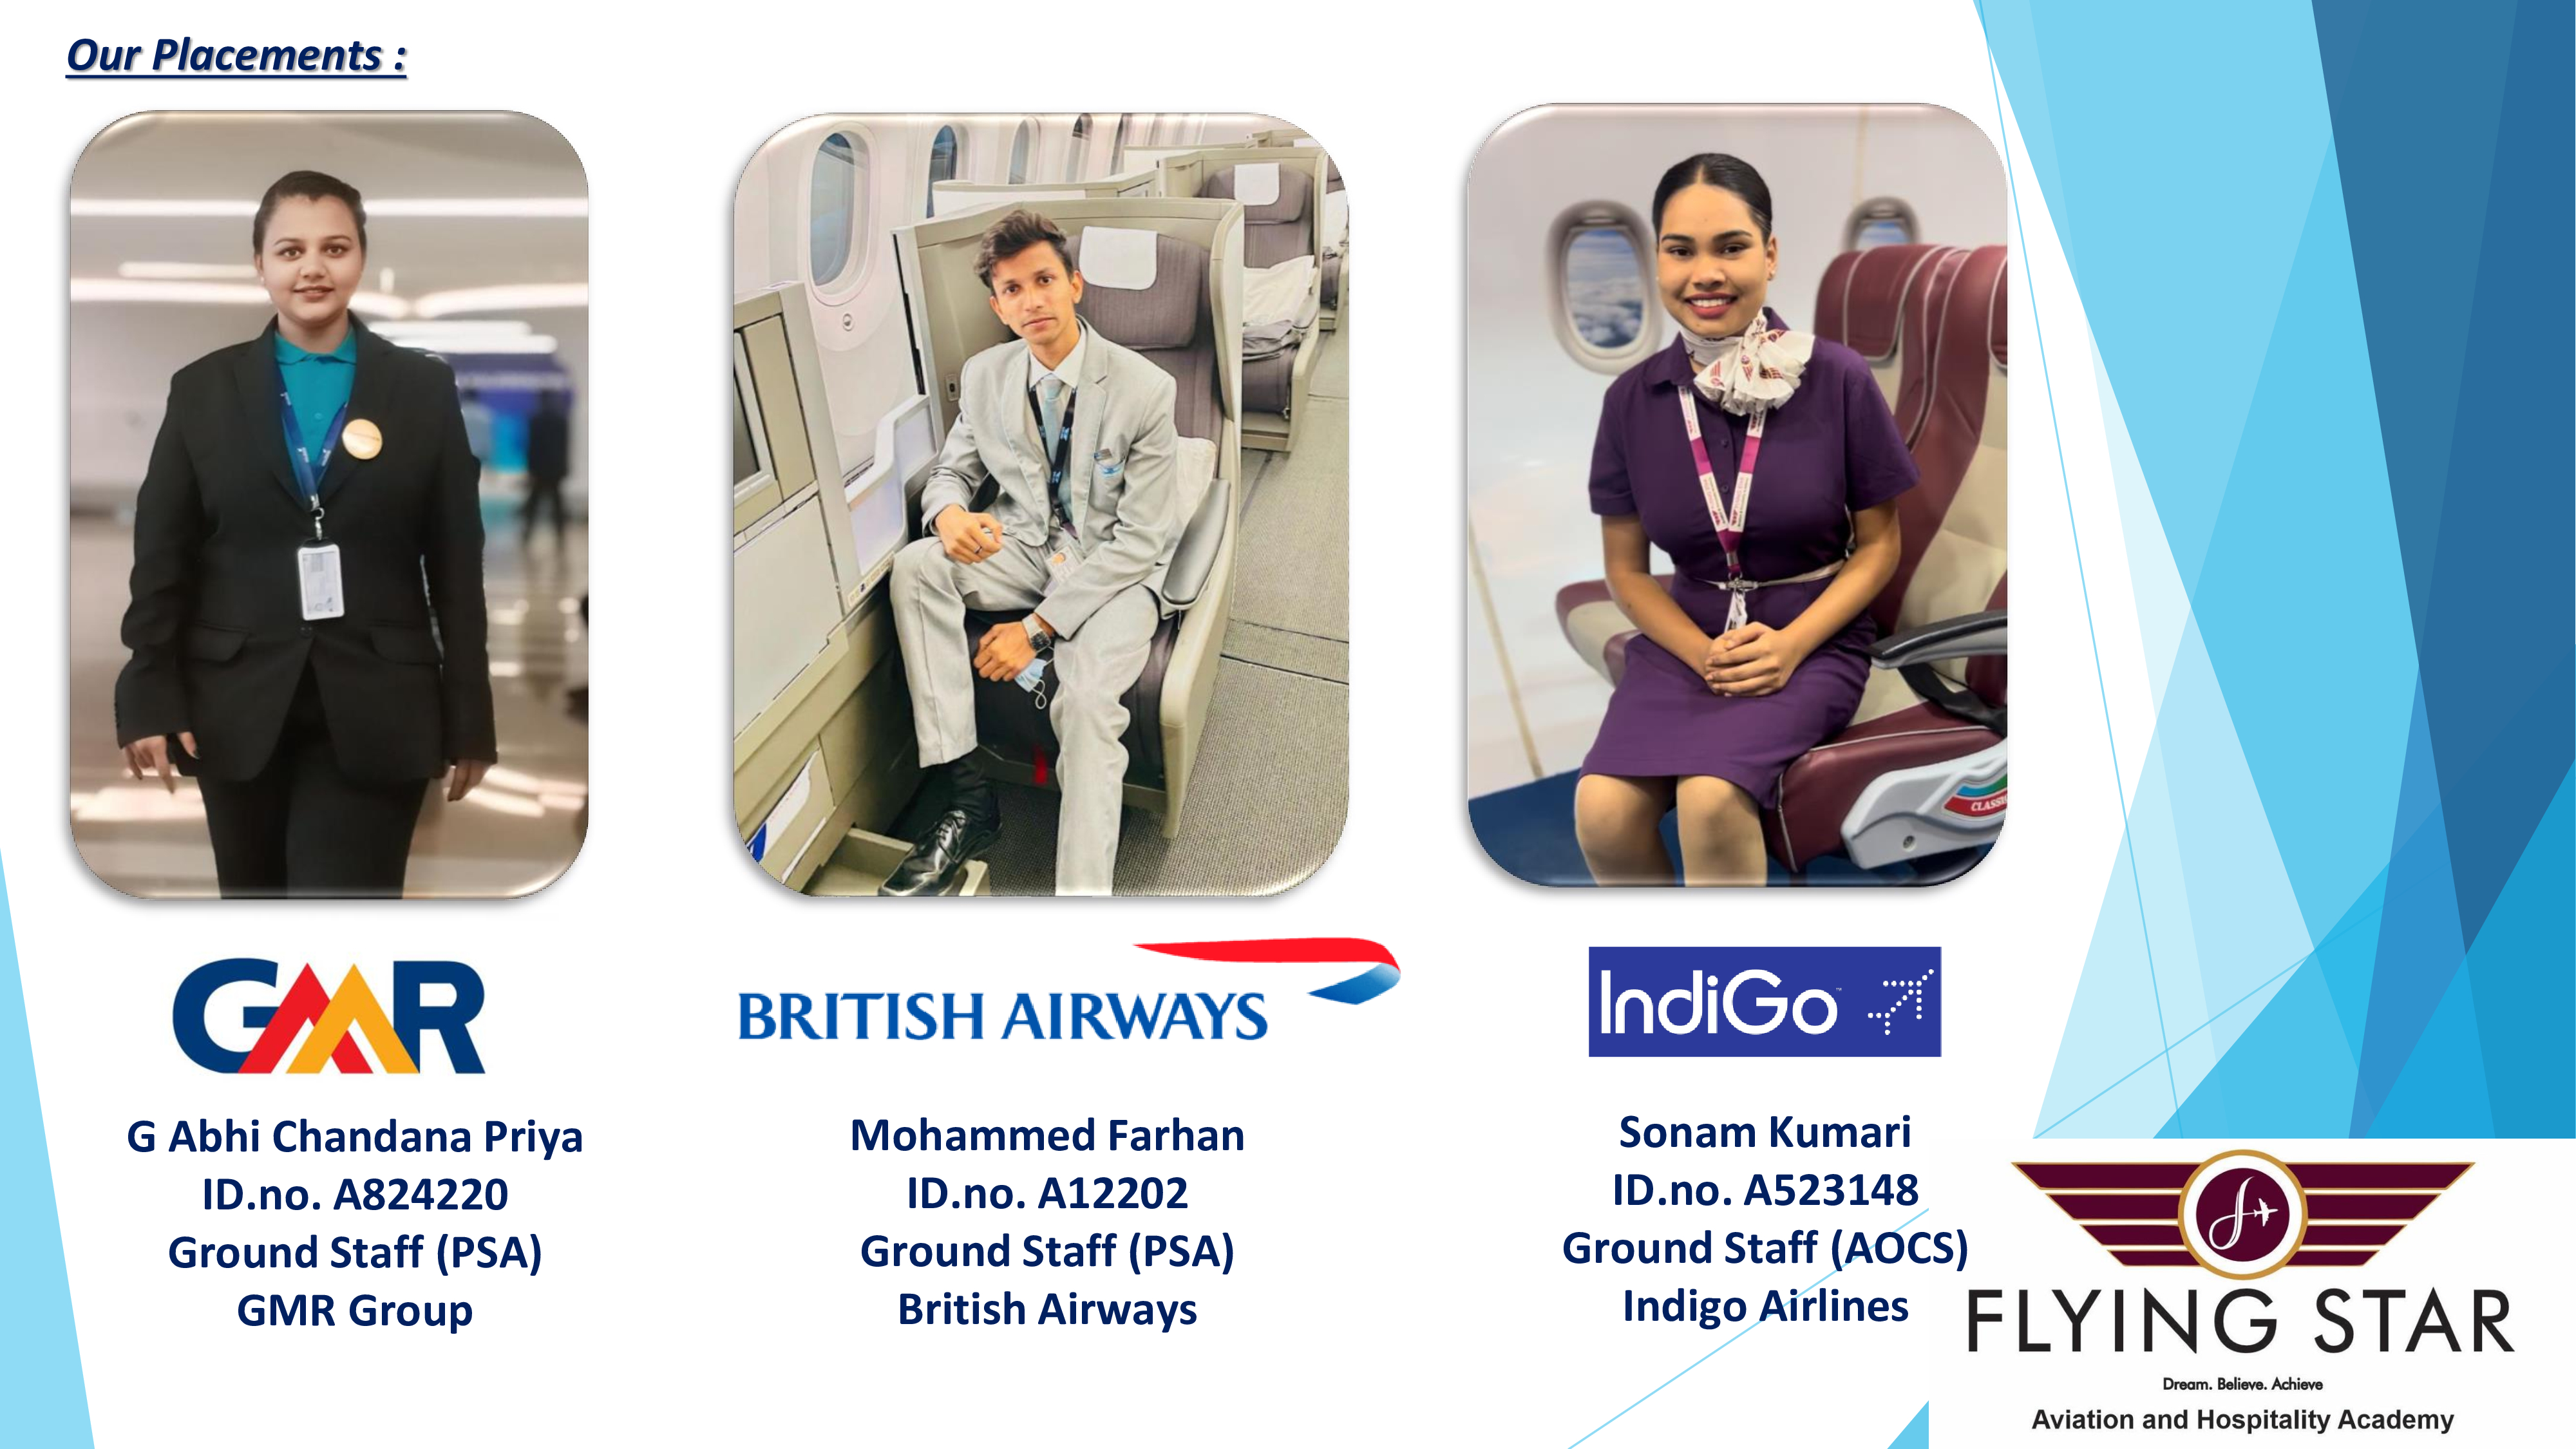 Our Placements :
CLASS
GMR
G Abhi Chandana Priya
ID.no. A824220
Ground Staff (PSA)
GMR Group
BRITISH AIRWAYS
Mohammed Farhan
ID.no. A12202
Ground Staff (PSA)
British Airways
IndiGo
Sonam Kumari
ID.no. A523148
Ground Staff (AOCS)
Indigo Airlines
FLYING STAR
Dream. Believe. Achieve
Aviation and Hospitality Academy